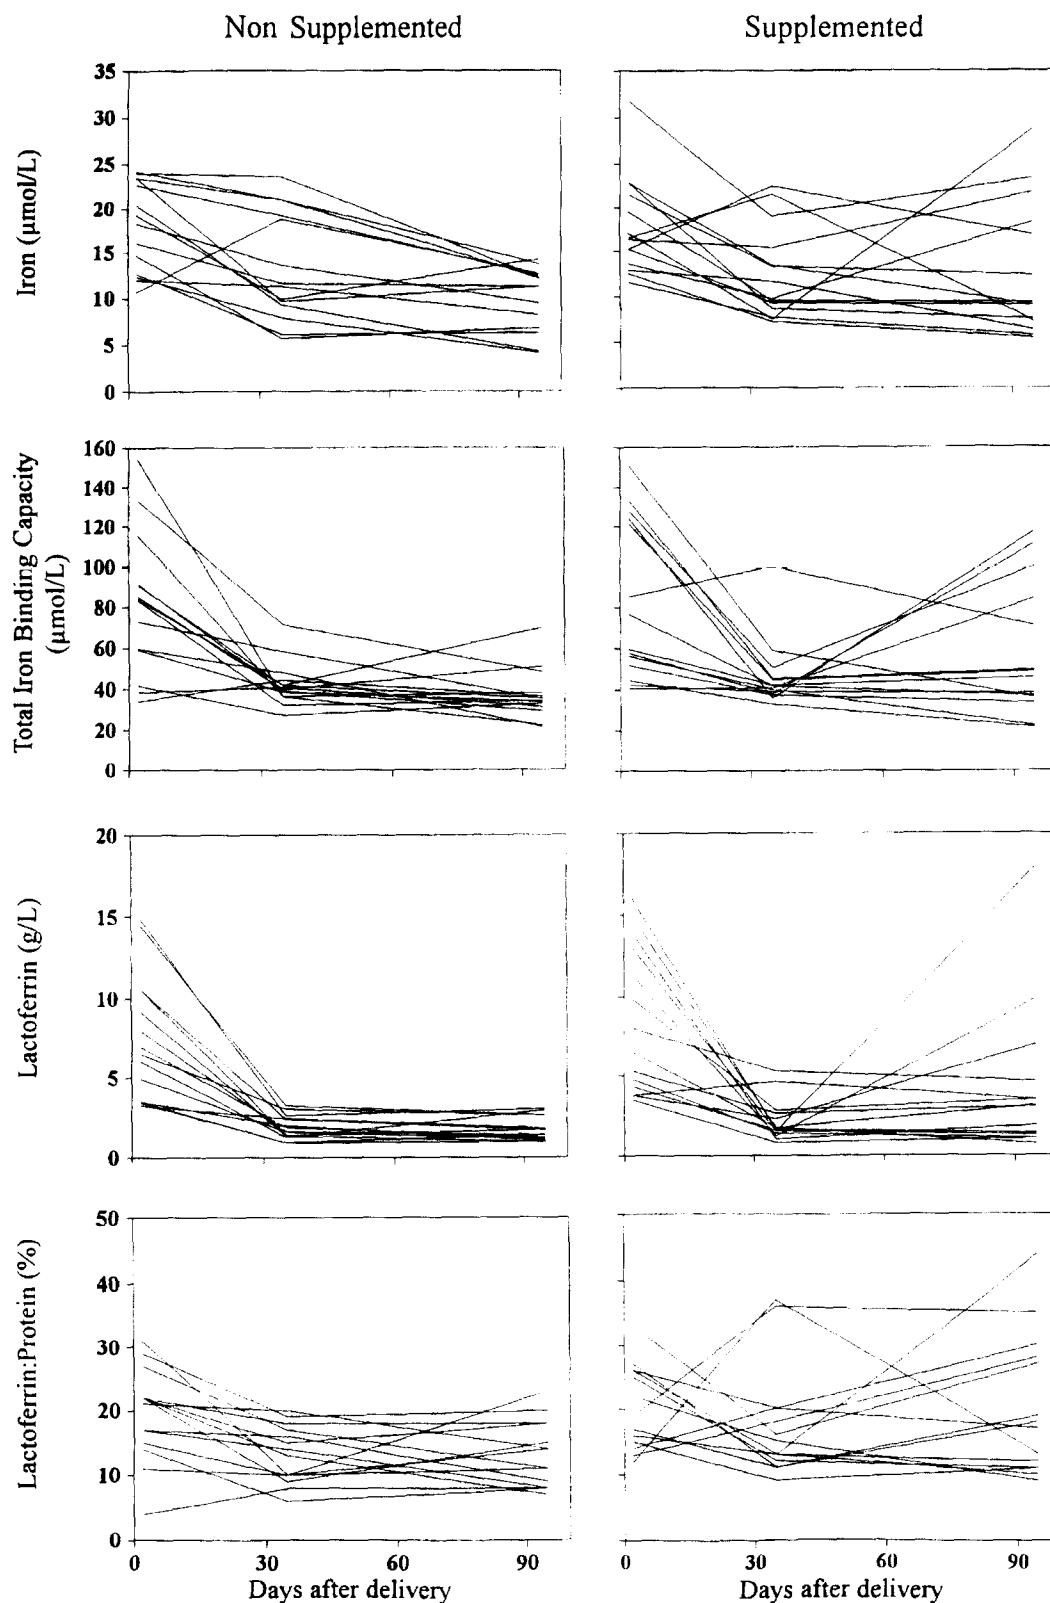 Non Supplemented
Supplemented
Iron (µmol/L)
35
30
25
20
15
10
5
0
Total Iron Binding Capacity
(µmol/L)
160
140
120
100
80
60
40
20
0
Lactoferrin (g/L)
20
15
10
5
0
Lactoferrin:Protein (%)
50
40
30
20
10
0
0 30 60 90
Days after delivery
0 30 60 90
Days after delivery